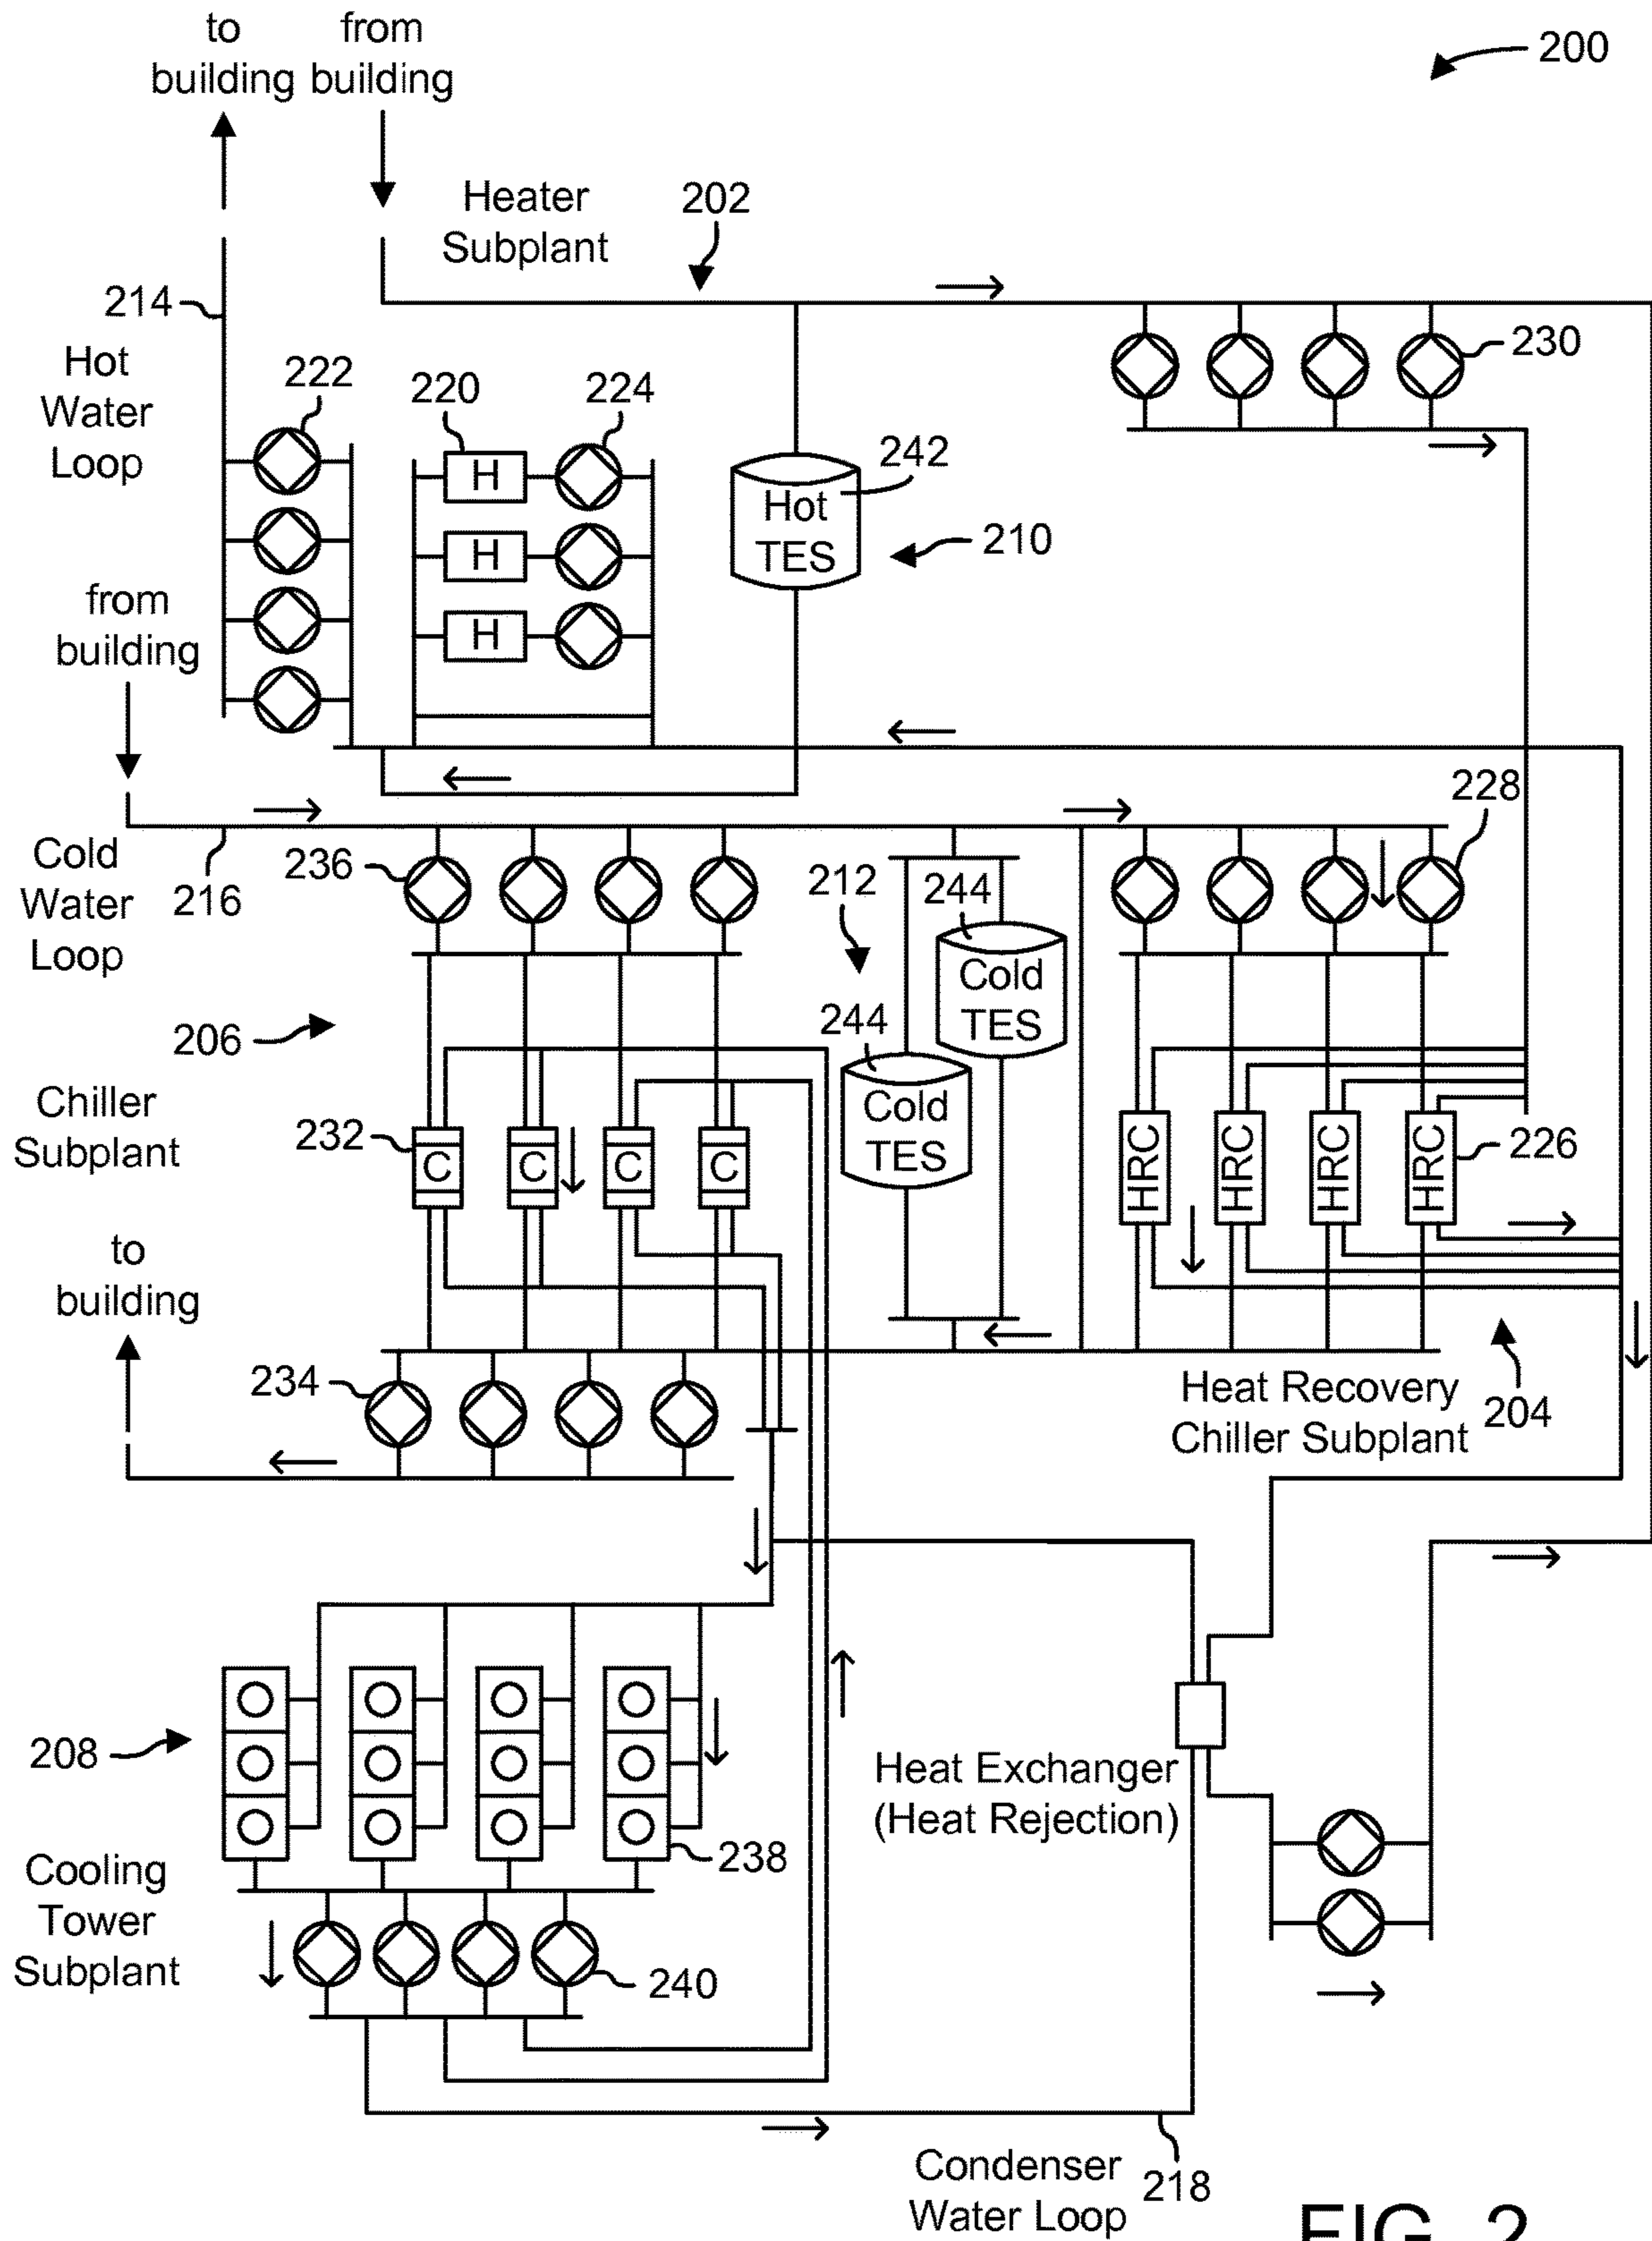 to
building
from
building
200
Heater
Subplant
202
214
Hot
Water
Loop
222
220
224
230
H
H
H
Hot
TES
242
210
from
building
228
Cold
Water
Loop
216
236
212
244
Cold
TES
244
Cold
TES
206
Chiller
Subplant
232
C
C
C
C
HRC
HRC
HRC
HRC
226
to
building
234
Heat Recovery
Chiller Subplant
204
208
Heat Exchanger
(Heat Rejection)
238
Cooling
Tower
Subplant
240
Condenser
Water Loop
218
FIG. 2